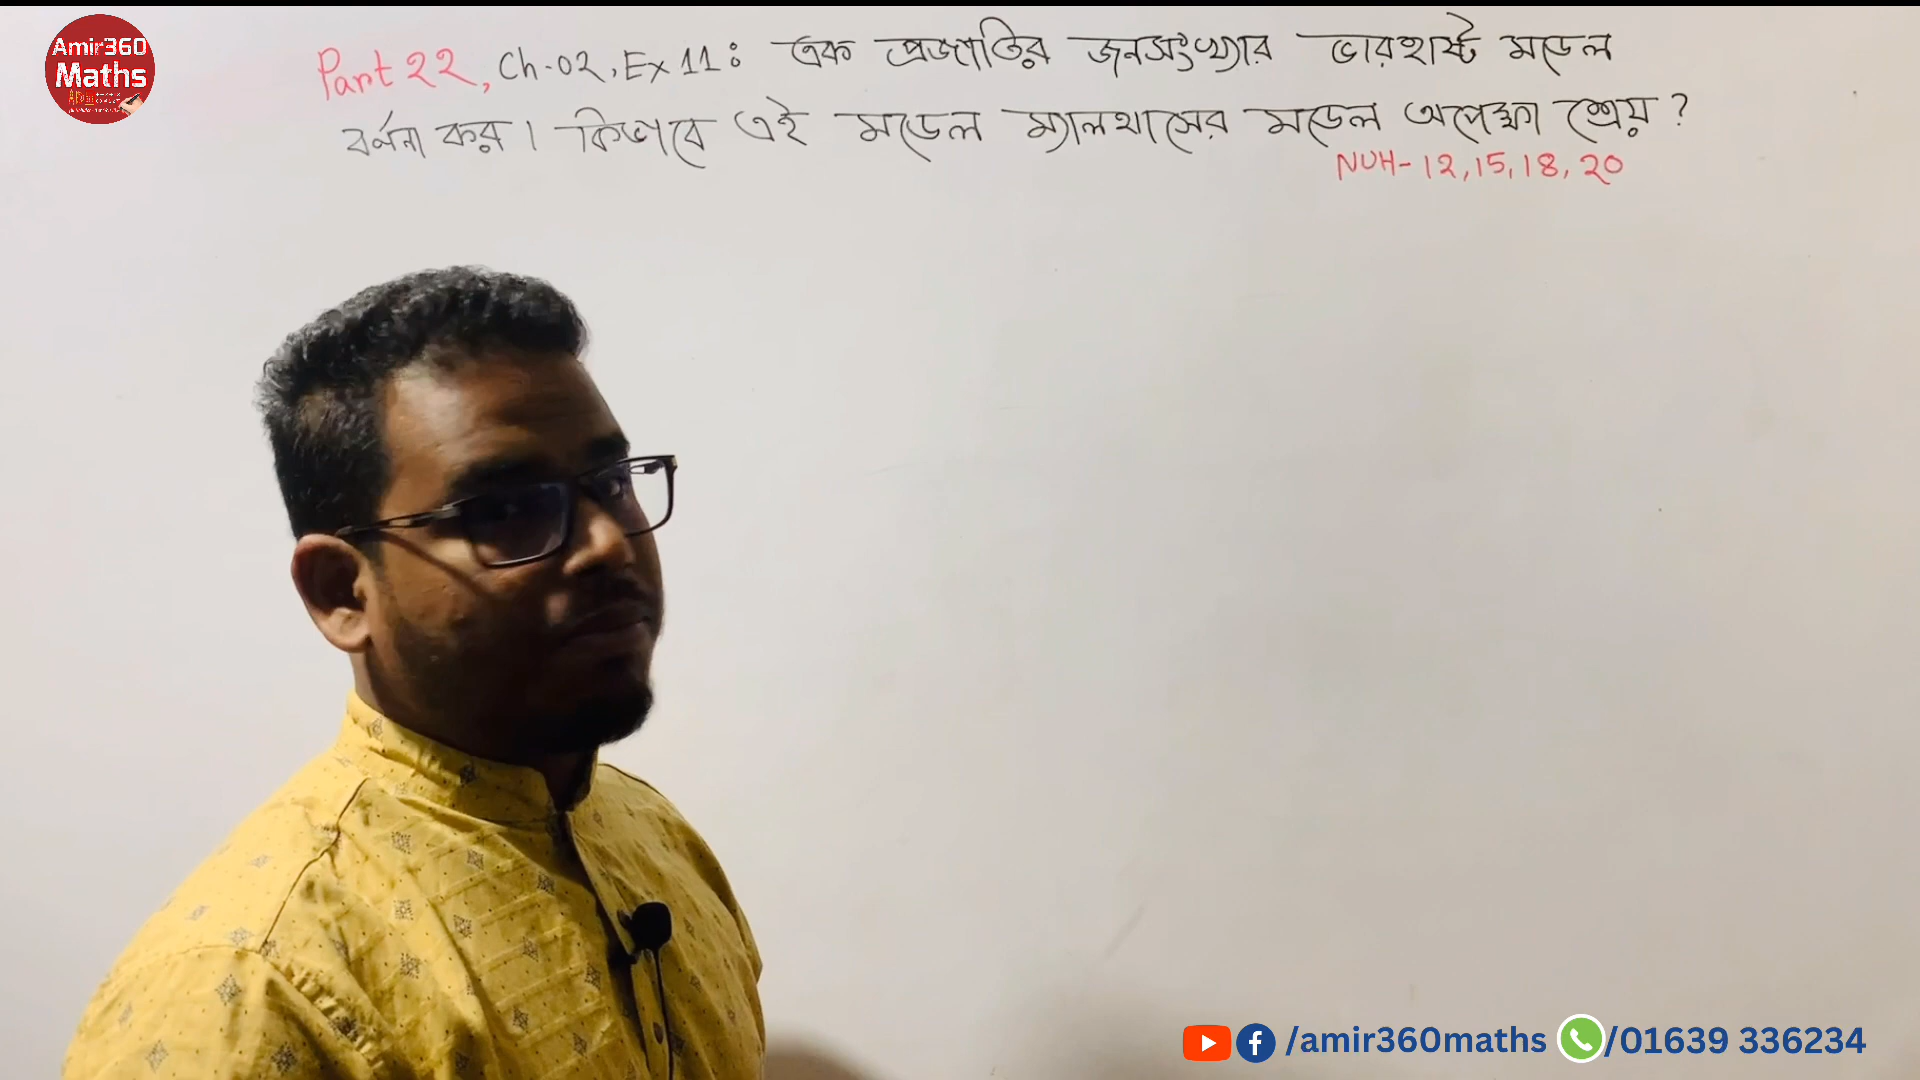 Amir360
Maths
Part 22, Ch-02, Ex 11: এক প্রজাতির জনসংখ্যার ভারহাস্ট মডেল
বর্ণনা কর। কিভাবে এই মডেল ম্যালথাসের মডেল অপেক্ষা শ্রেয়?
NUH-12,15,18,20
/amir360maths /01639 336234